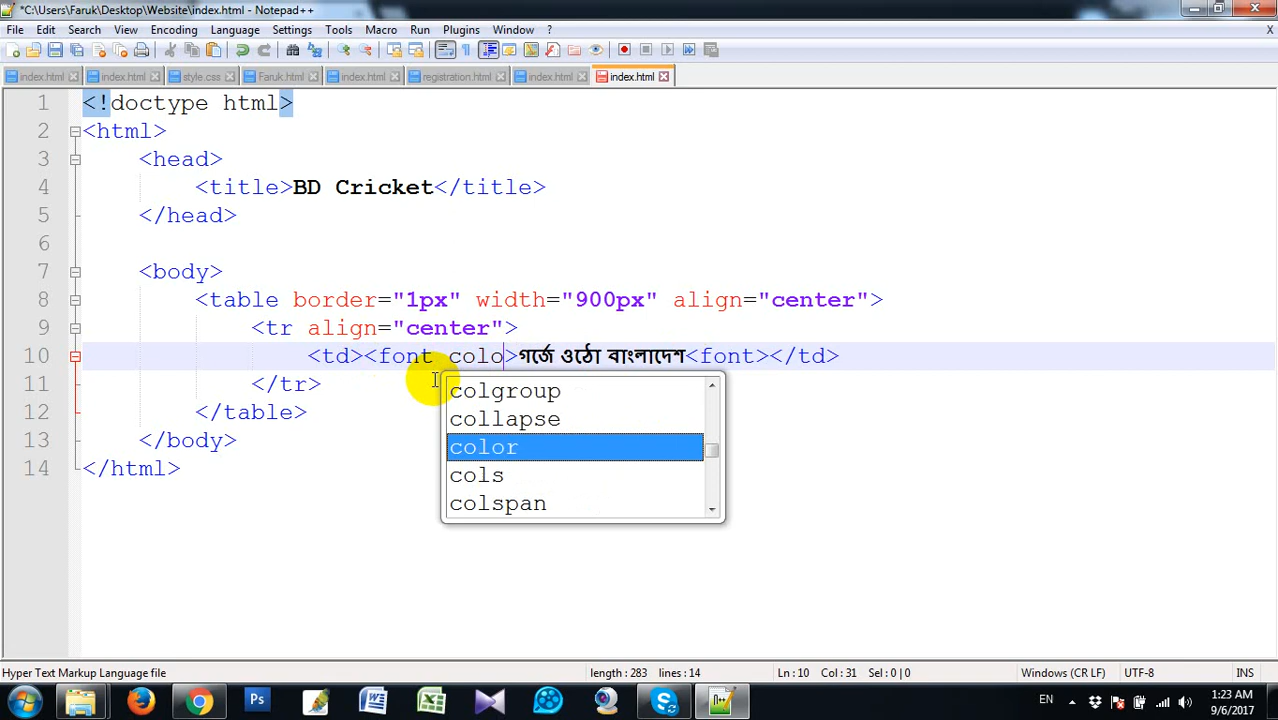 *C:\Users\Faruk\Desktop\Website\index.html - Notepad++
File Edit Search View Encoding Language Settings Tools Macro Run Plugins Window ? X
index.html index.html style.css Faruk.html index.html registration.html index.html index.html
1 <!doctype html>
2 <html>
3 <head>
4 <title>BD Cricket</title>
5 </head>
6
7 <body>
8 <table border="1px" width="900px" align="center">
9 <tr align="center">
10 <td><font colo>গর্জে ওঠো বাংলাদেশ<font></td>
11 </tr>
12 </table>
13 </body>
14 </html>
colgroup
collapse
color
cols
colspan
Hyper Text Markup Language file length : 283 lines : 14 Ln : 10 Col : 31 Sel : 0 | 0 Windows (CR LF) UTF-8 INS
Ps EN 1:23 AM
9/6/2017